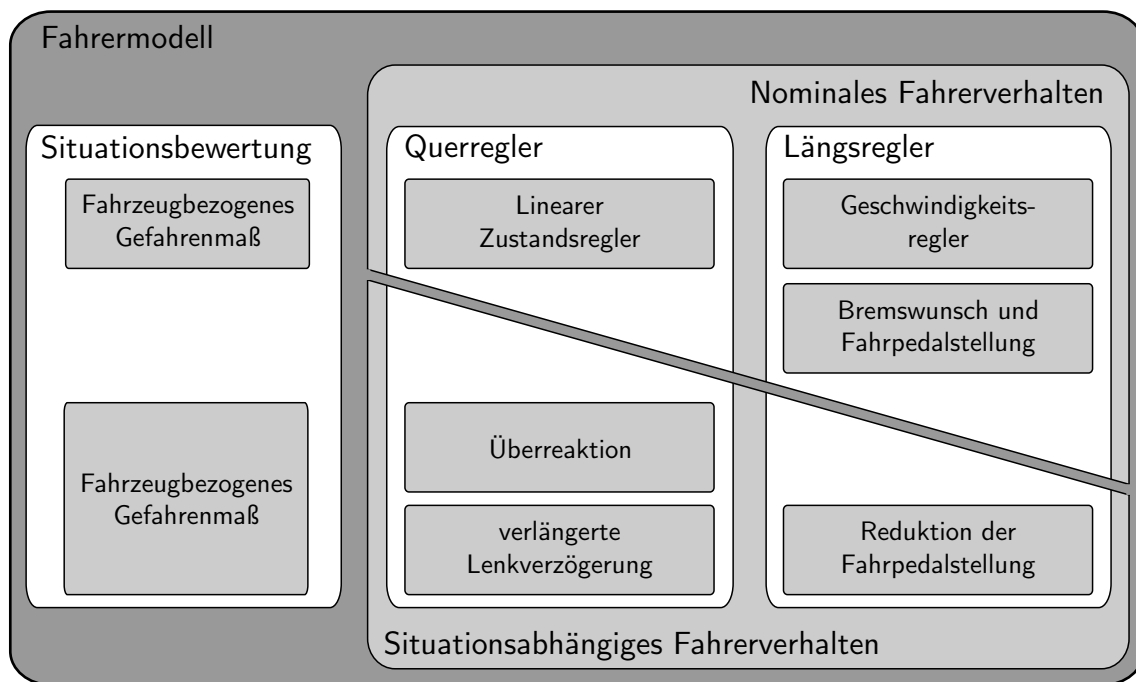 Fahrermodell
Nominales Fahrerverhalten
Situationsbewertung
Fahrzeugbezogenes
Gefahrenmaß
Fahrzeugbezogenes
Gefahrenmaß
Querregler
Linearer
Zustandsregler
Überreaktion
verlängerte
Lenkverzögerung
Längsregler
Geschwindigkeits-
regler
Bremswunsch und
Fahrpedalstellung
Reduktion der
Fahrpedalstellung
Situationsabhängiges Fahrerverhalten